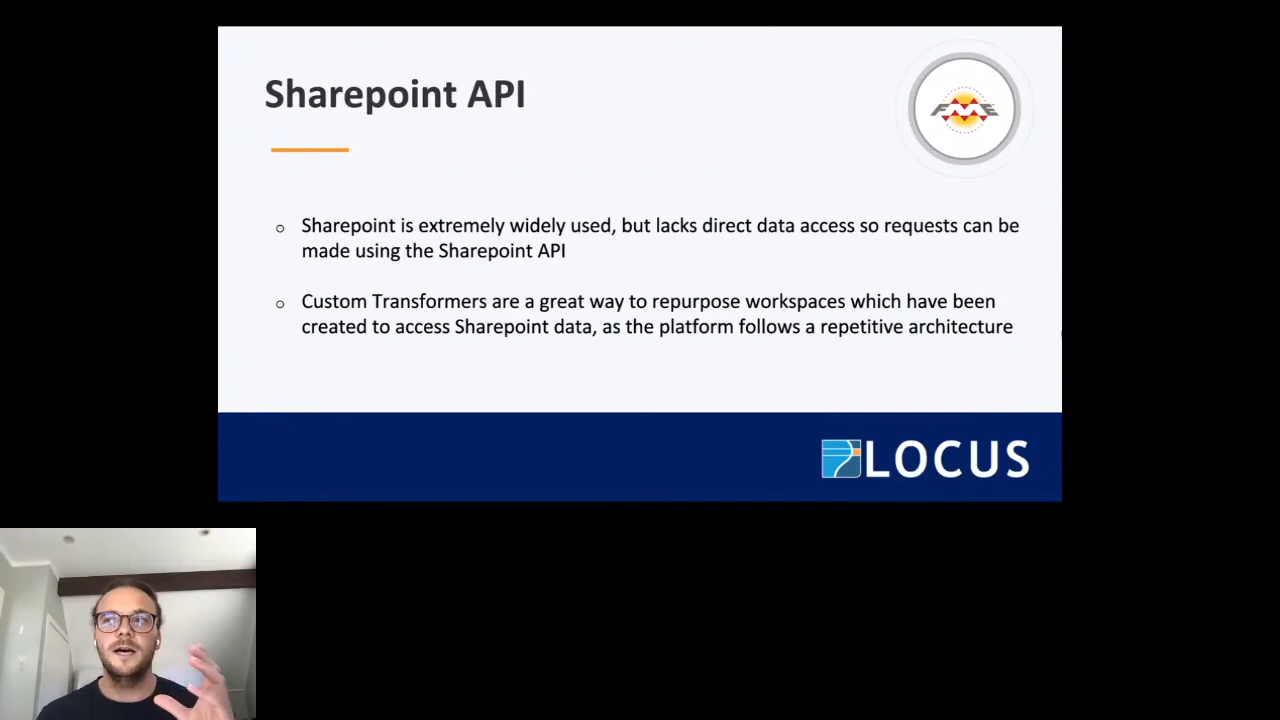 Sharepoint API
FME
○ Sharepoint is extremely widely used, but lacks direct data access so requests can be
made using the Sharepoint API
○ Custom Transformers are a great way to repurpose workspaces which have been
created to access Sharepoint data, as the platform follows a repetitive architecture
LOCUS